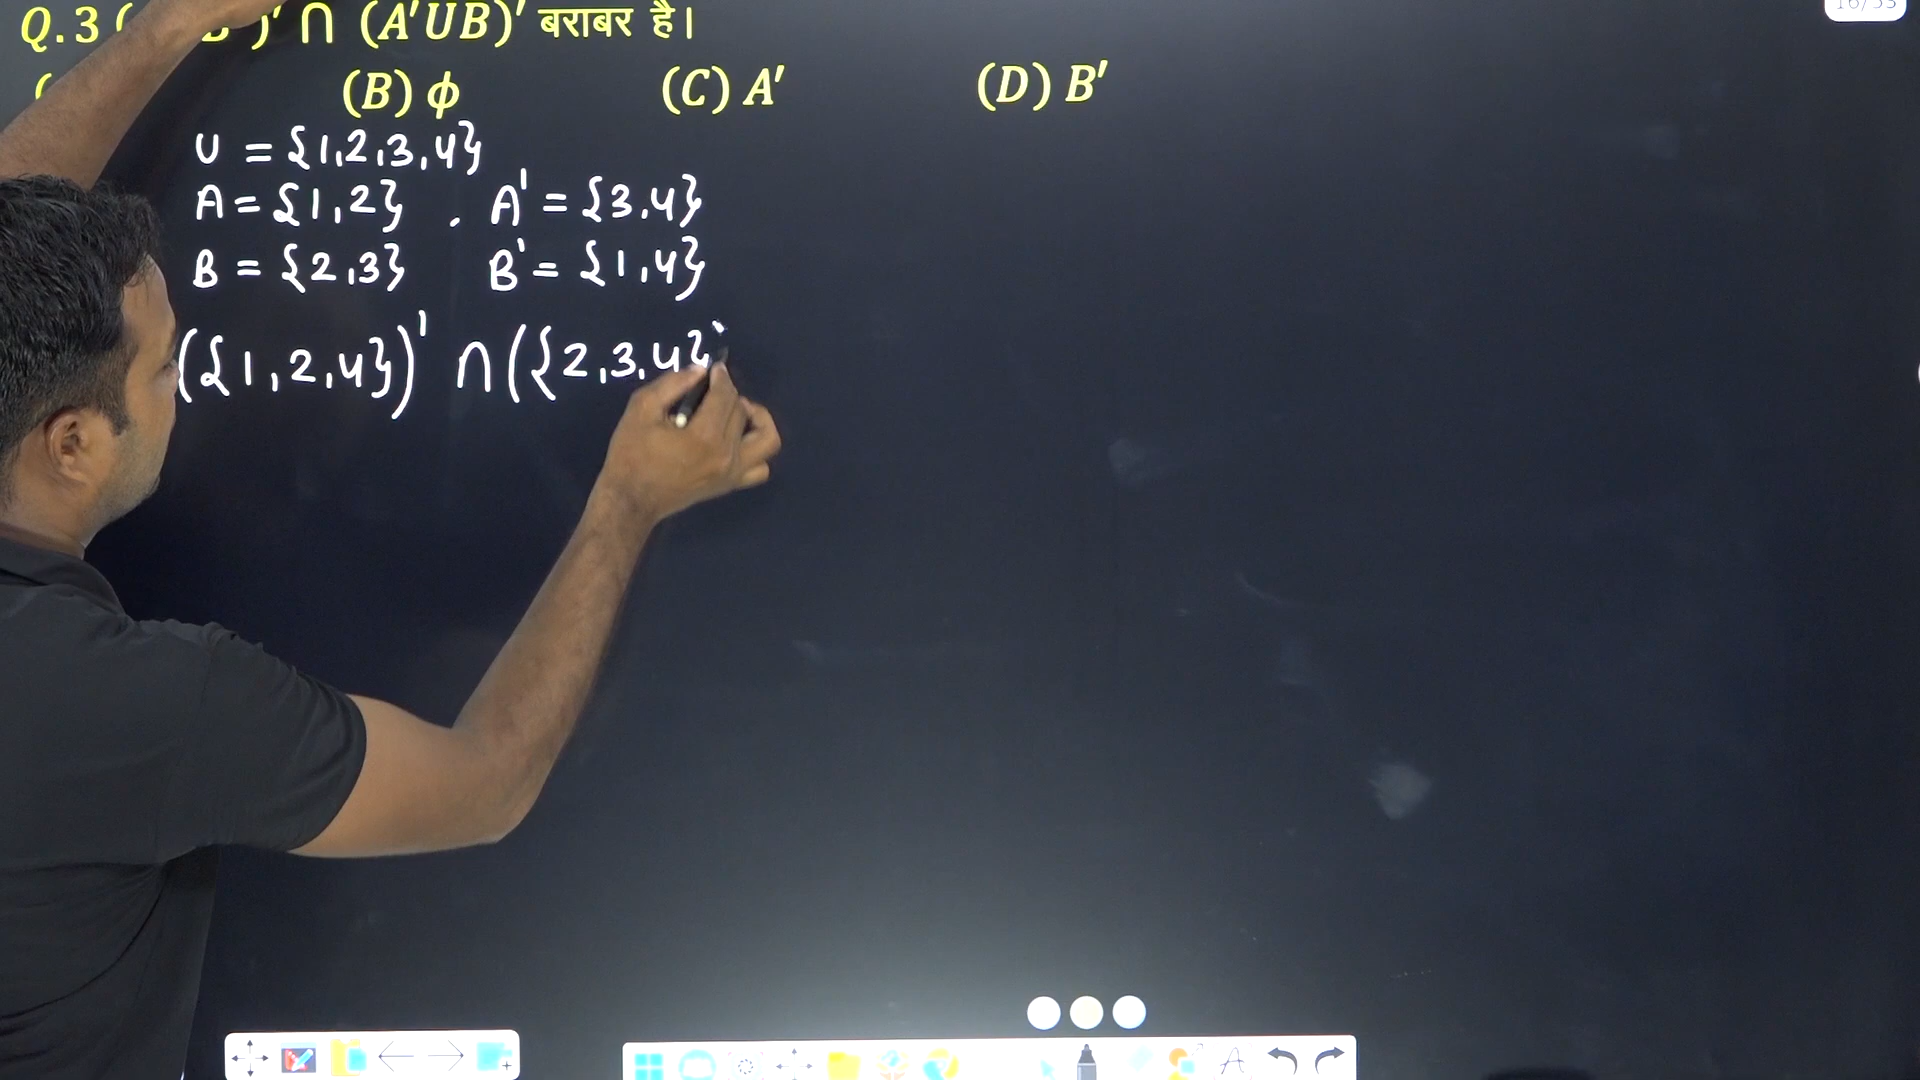 Q.3 ( B')' ∩ (A'UB)' बराबर है।
(B) ϕ (C) A' (D) B'
U = {1,2,3,4}
A = {1,2} . A' = {3,4}
B = {2,3} B' = {1,4}
({1,2,4})' ∩ ({2,3,4}